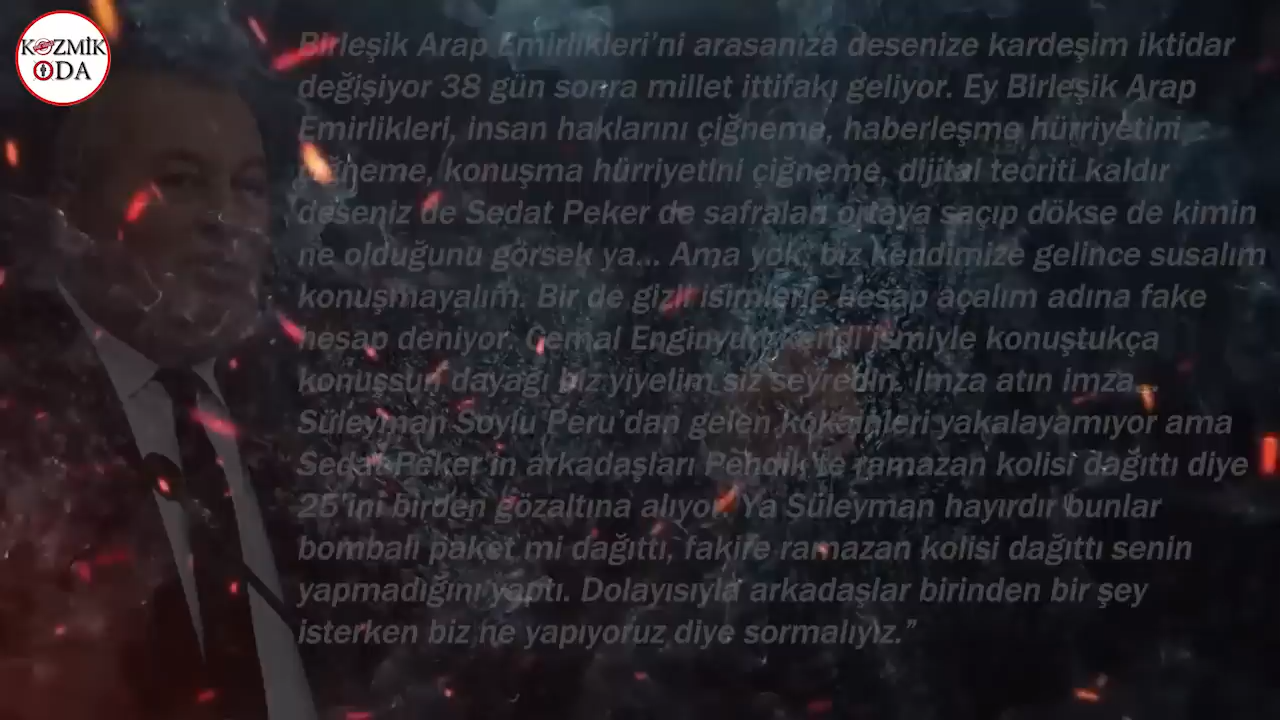 KOZMİK
ODA
Birleşik Arap Emirlikleri’ni arasanıza desenize kardeşim iktidar
değişiyor 38 gün sonra millet ittifakı geliyor. Ey Birleşik Arap
Emirlikleri, insan haklarını çiğneme, haberleşme hürriyetini
çiğneme, konuşma hürriyetini çiğneme, dijital tecriti kaldır
deseniz de Sedat Peker de safraları ortaya saçıp dökse de kimin
ne olduğunu görsek ya... Ama yok, biz kendimize gelince susalım
konuşmayalım. Bir de gizli isimlerle hesap açalım adına fake
hesap deniyor. Cemal Enginyurt kendi ismiyle konuştukça
konuşsun dayağı biz yiyelim siz seyredin. İmza atın imza.
Süleyman Soylu Peru’dan gelen kokainleri yakalayamıyor ama
Sedat Peker’in arkadaşları Pendik’te ramazan kolisi dağıttı diye
25’ini birden gözaltına alıyor. Ya Süleyman hayırdır bunlar
bombalı paket mi dağıttı, fakire ramazan kolisi dağıttı senin
yapmadığını yaptı. Dolayısıyla arkadaşlar birinden bir şey
isterken biz ne yapıyoruz diye sormalıyız.”